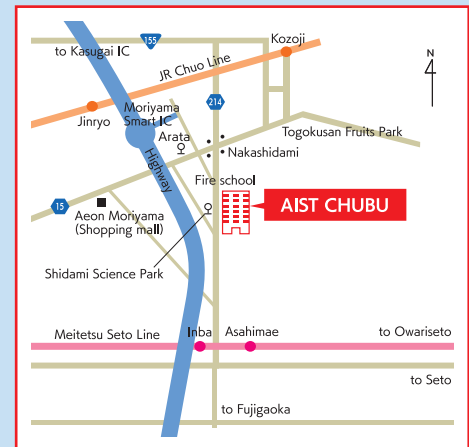 155
Kozoji
to Kasugai IC
JR Chuo Line
N
214
Moriyama
Smart IC
Jinryo
Arata
Togokusan Fruits Park
Nakashidami
Highway
Fire school
15
AIST CHUBU
Aeon Moriyama
(Shopping mall)
Shidami Science Park
Meitetsu Seto Line
Inba
Asahimae
to Owariseto
to Seto
to Fujigaoka